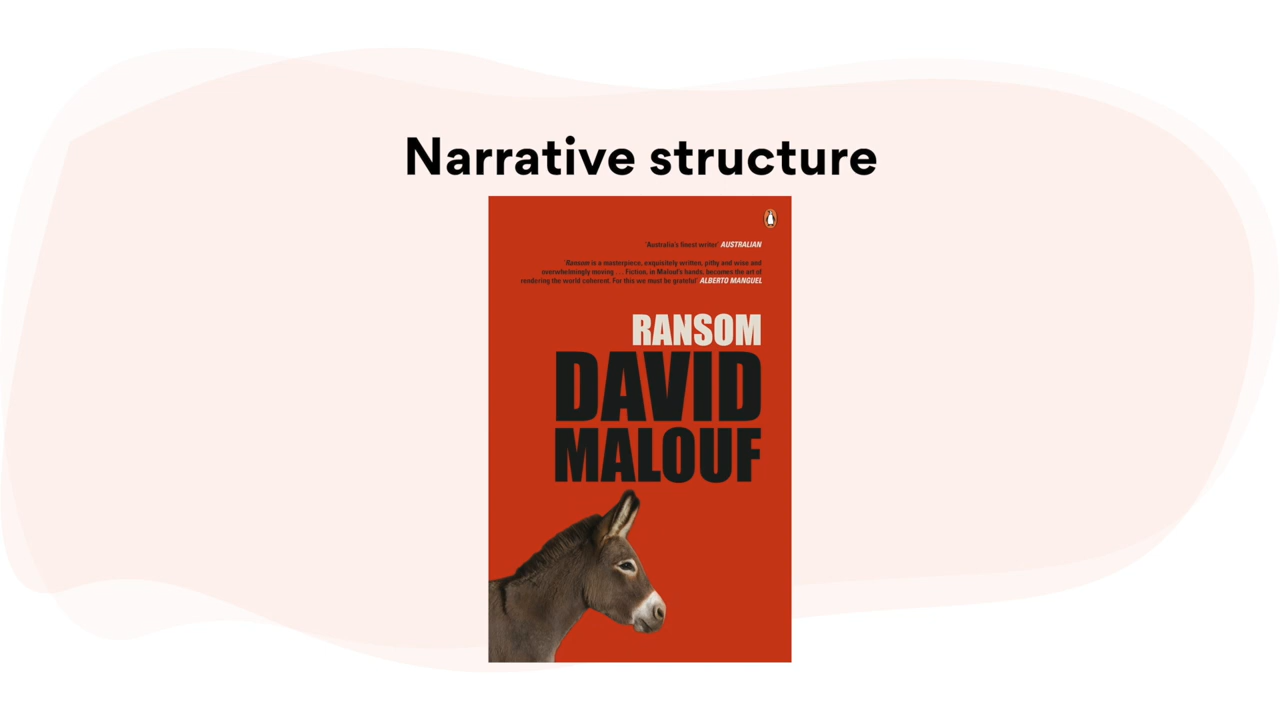 Narrative structure
'Australia's finest writer' AUSTRALIAN
'Ransom is a masterpiece, exquisitely written, pithy and wise and
overwhelmingly moving . . . Fiction, in Malouf's hands, becomes the art of
rendering the world coherent. For this we must be grateful' ALBERTO MANGUEL
RANSOM
DAVID
MALOUF